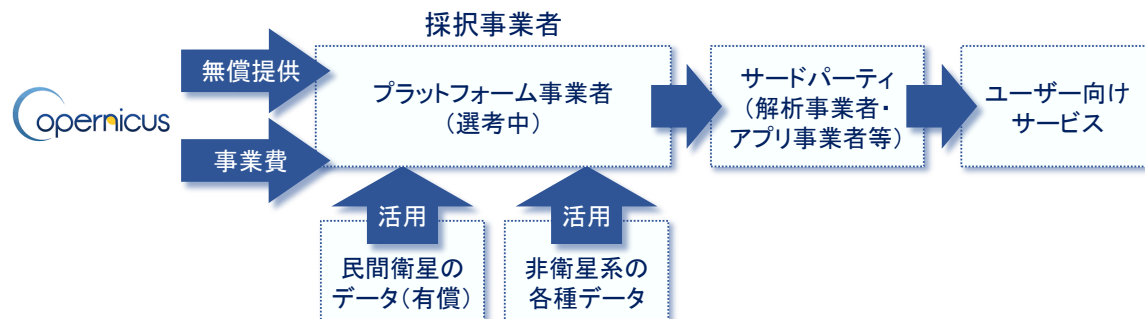 採択事業者
無償提供
事業費
Copernicus
プラットフォーム事業者
（選考中）
サードパーティ
（解析事業者・
アプリ事業者等）
ユーザー向け
サービス
活用
民間衛星の
データ（有償）
活用
非衛星系の
各種データ